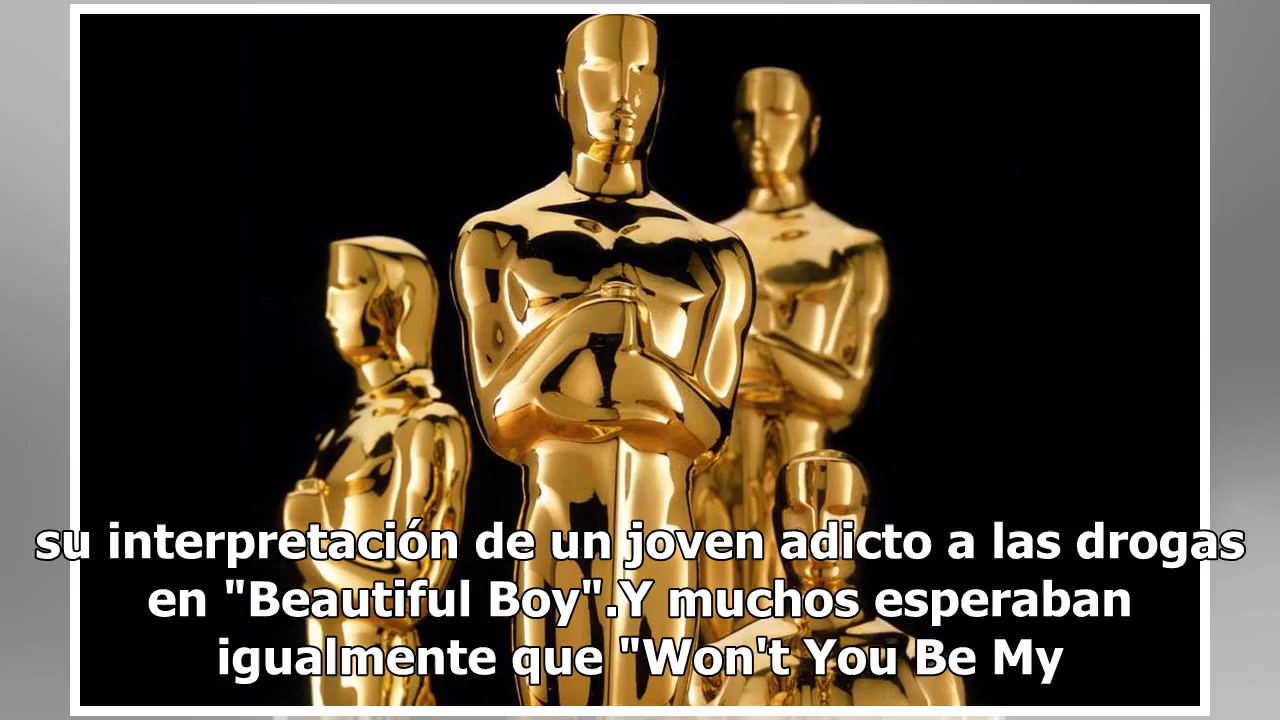 su interpretación de un joven adicto a las drogas
en "Beautiful Boy".Y muchos esperaban
igualmente que "Won't You Be My